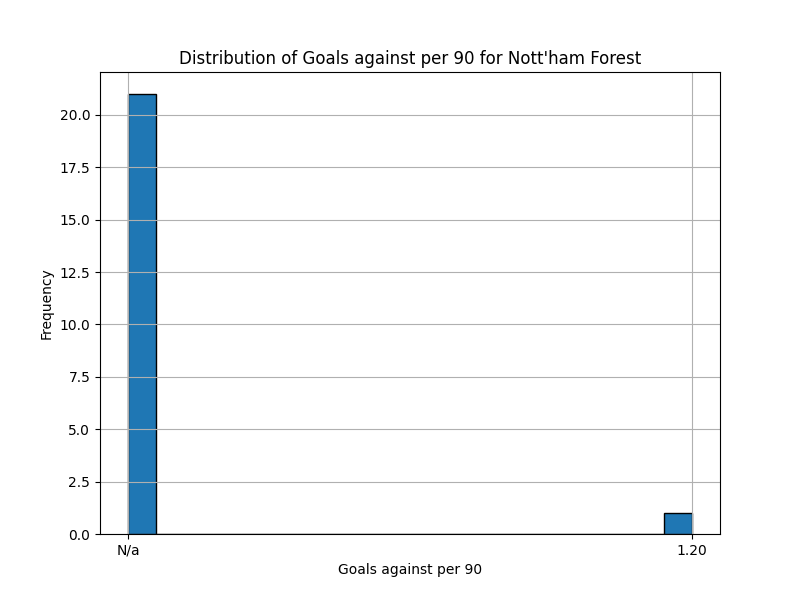 Distribution of Goals against per 90 for Nott'ham Forest
20.0
17.5
15.0
12.5
10.0
7.5
5.0
2.5
0.0
Frequency
N/a 1.20
Goals against per 90